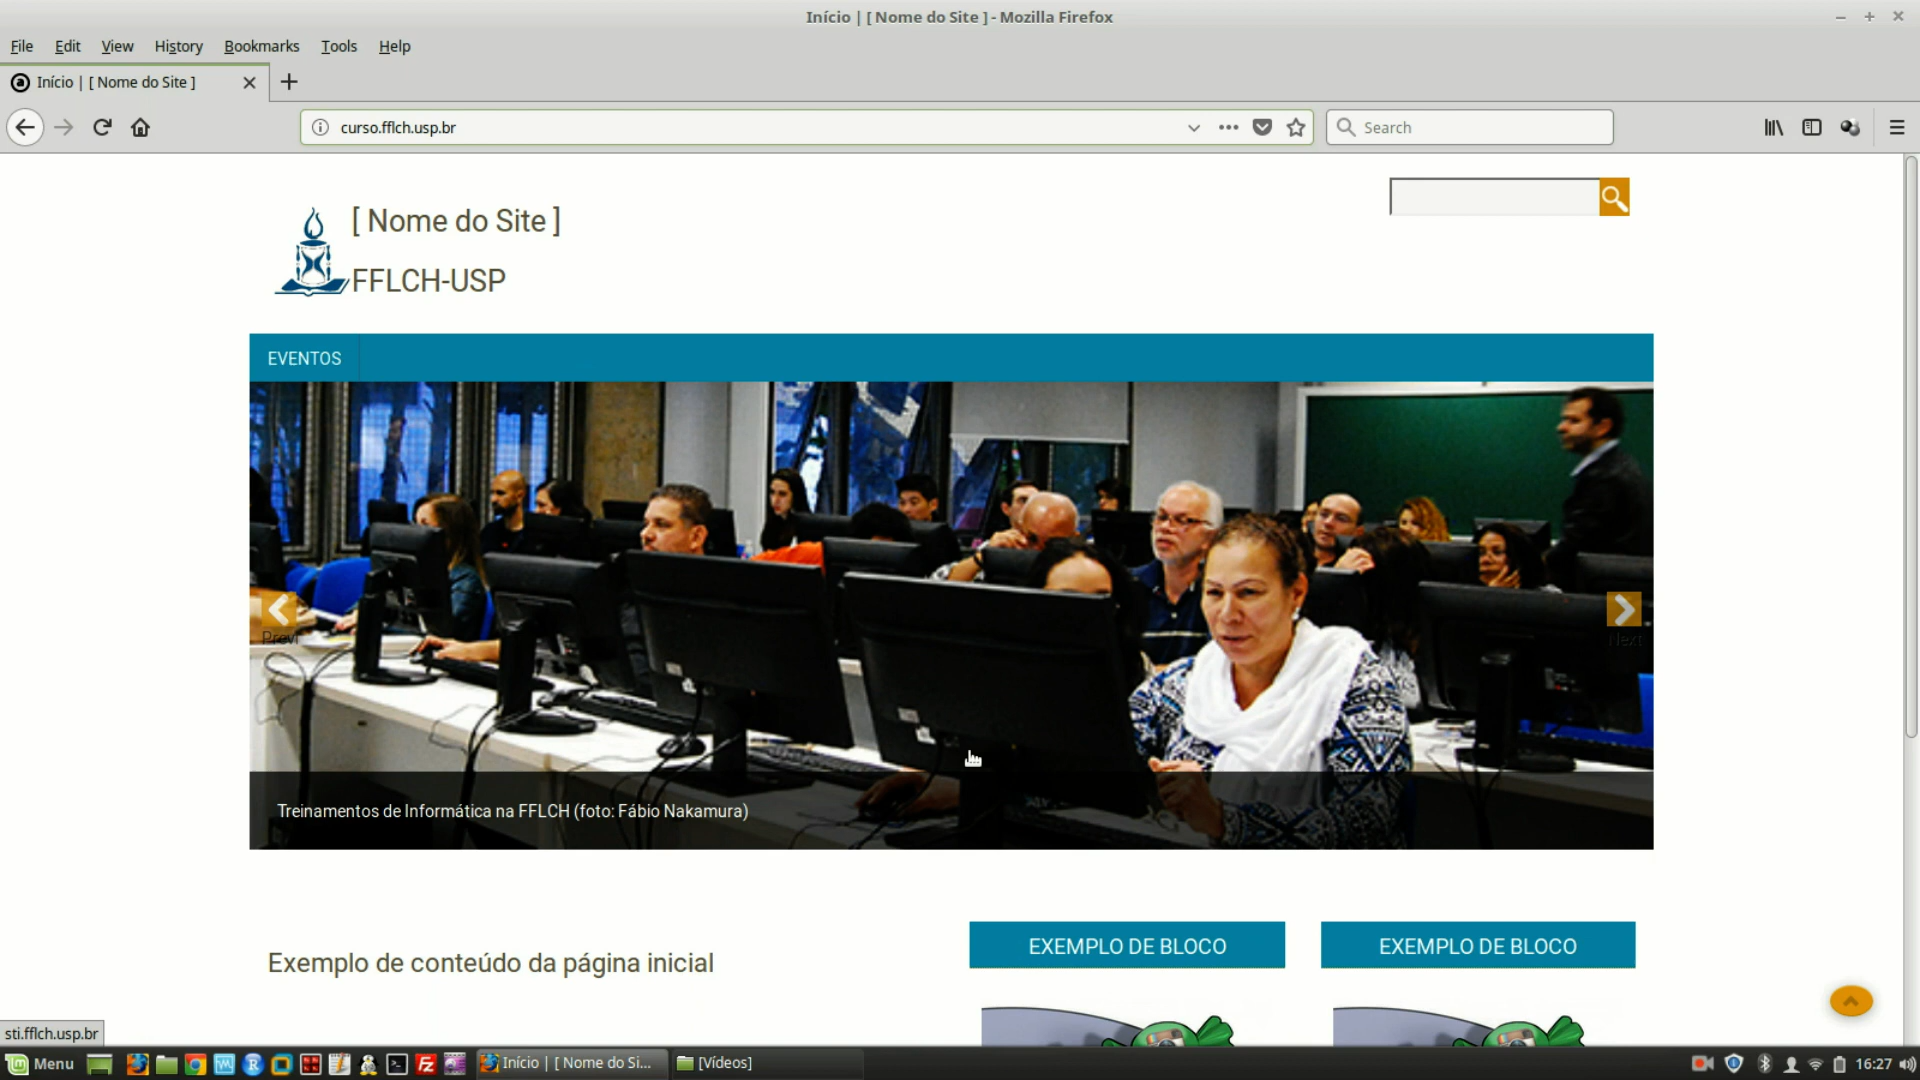 Início | [ Nome do Site ] - Mozilla Firefox
File Edit View History Bookmarks Tools Help
Início | [ Nome do Site ]
curso.fflch.usp.br
Search
[ Nome do Site ]
FFLCH-USP
EVENTOS
Previ
Next
Treinamentos de Informática na FFLCH (foto: Fábio Nakamura)
EXEMPLO DE BLOCO
EXEMPLO DE BLOCO
Exemplo de conteúdo da página inicial
sti.fflch.usp.br
Menu
Início | [ Nome do Si...
[Vídeos]
16:27